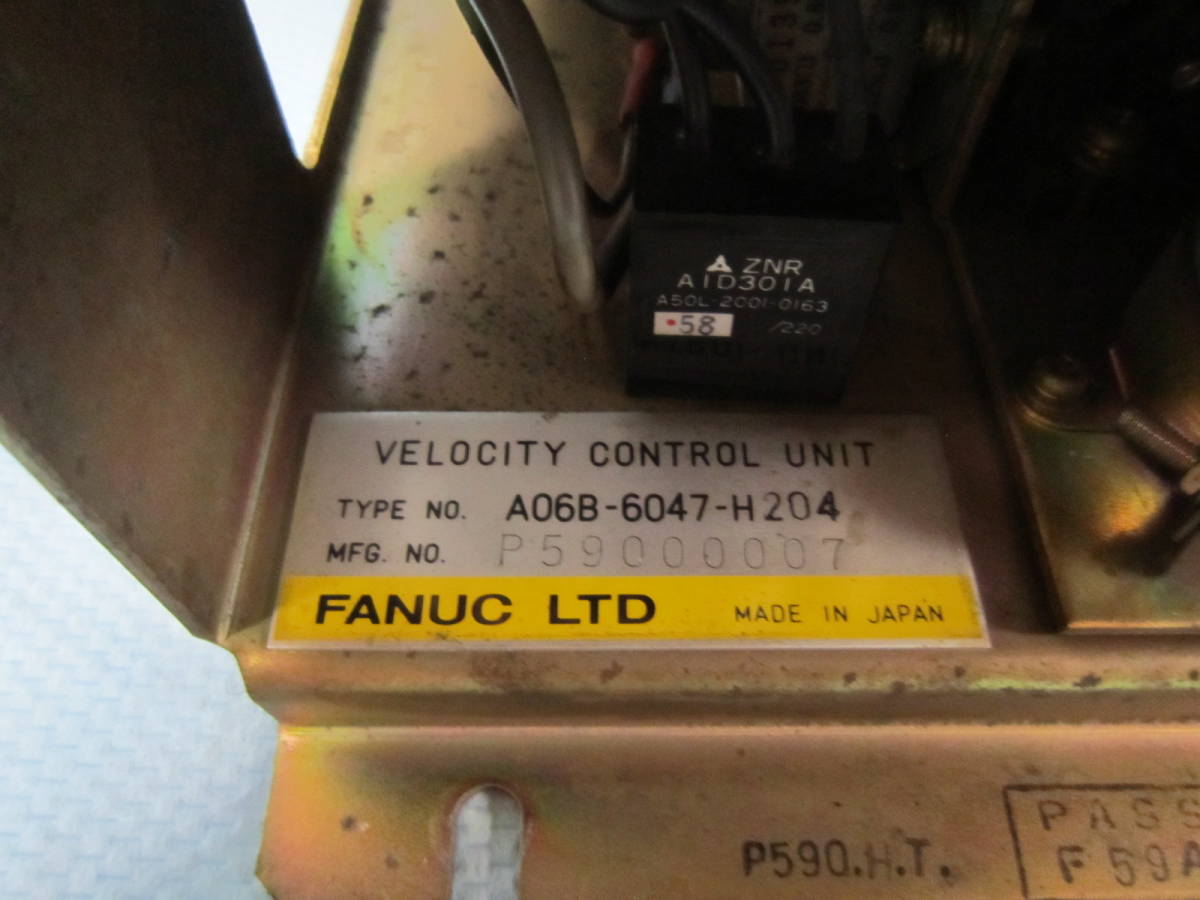 ZNR
A1D301A
A50L-2001-0163
•58 /220
VELOCITY CONTROL UNIT
TYPE NO. A06B-6047-H204
MFG. NO. P59000007
FANUC LTD MADE IN JAPAN
PASS
P590.H.T. F59A